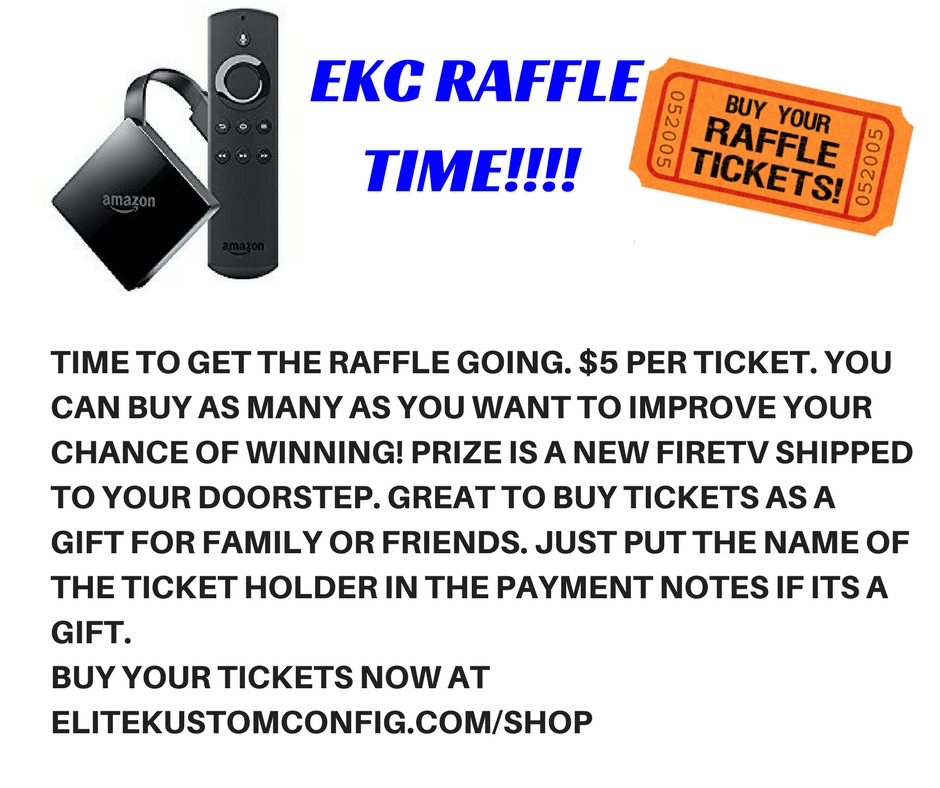 amazon
amazon
EKC RAFFLE
TIME!!!!
052005
BUY YOUR
RAFFLE
TICKETS!
052005
TIME TO GET THE RAFFLE GOING. $5 PER TICKET. YOU
CAN BUY AS MANY AS YOU WANT TO IMPROVE YOUR
CHANCE OF WINNING! PRIZE IS A NEW FIRETV SHIPPED
TO YOUR DOORSTEP. GREAT TO BUY TICKETS AS A
GIFT FOR FAMILY OR FRIENDS. JUST PUT THE NAME OF
THE TICKET HOLDER IN THE PAYMENT NOTES IF ITS A
GIFT.
BUY YOUR TICKETS NOW AT
ELITEKUSTOMCONFIG.COM/SHOP